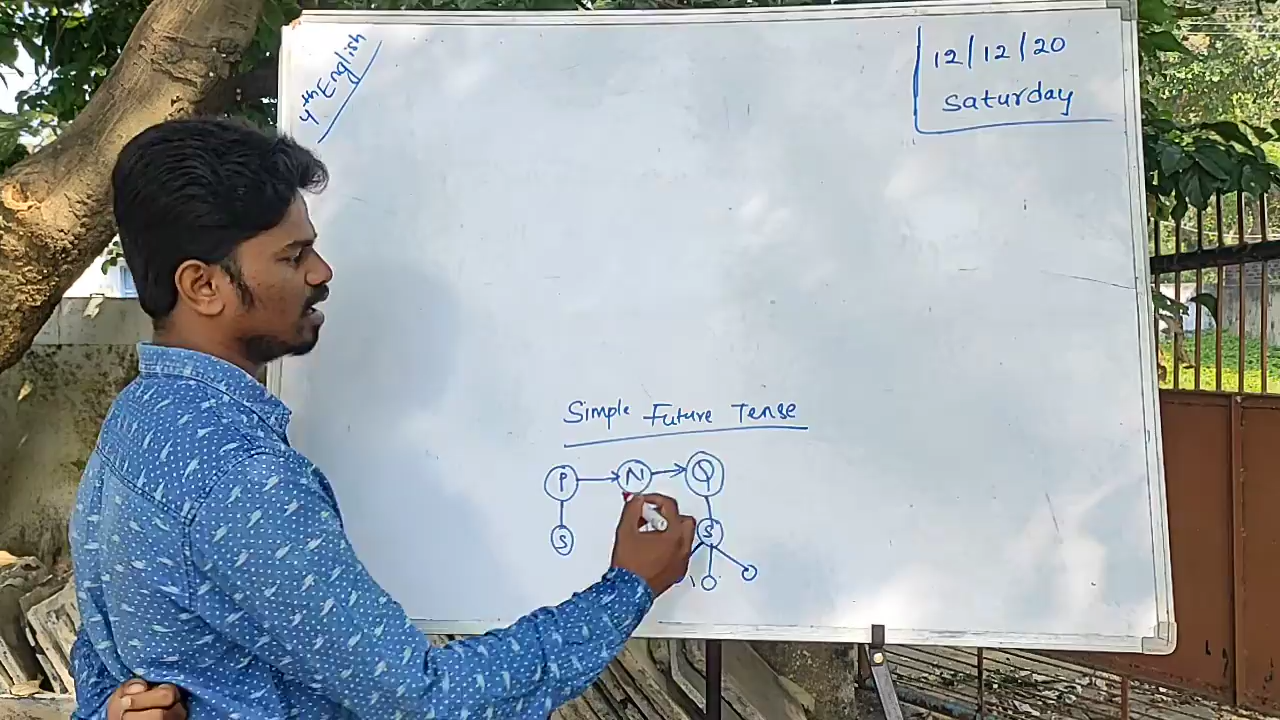 4th English
12/12/20
Saturday
Simple Future Tense
P N Q
S S